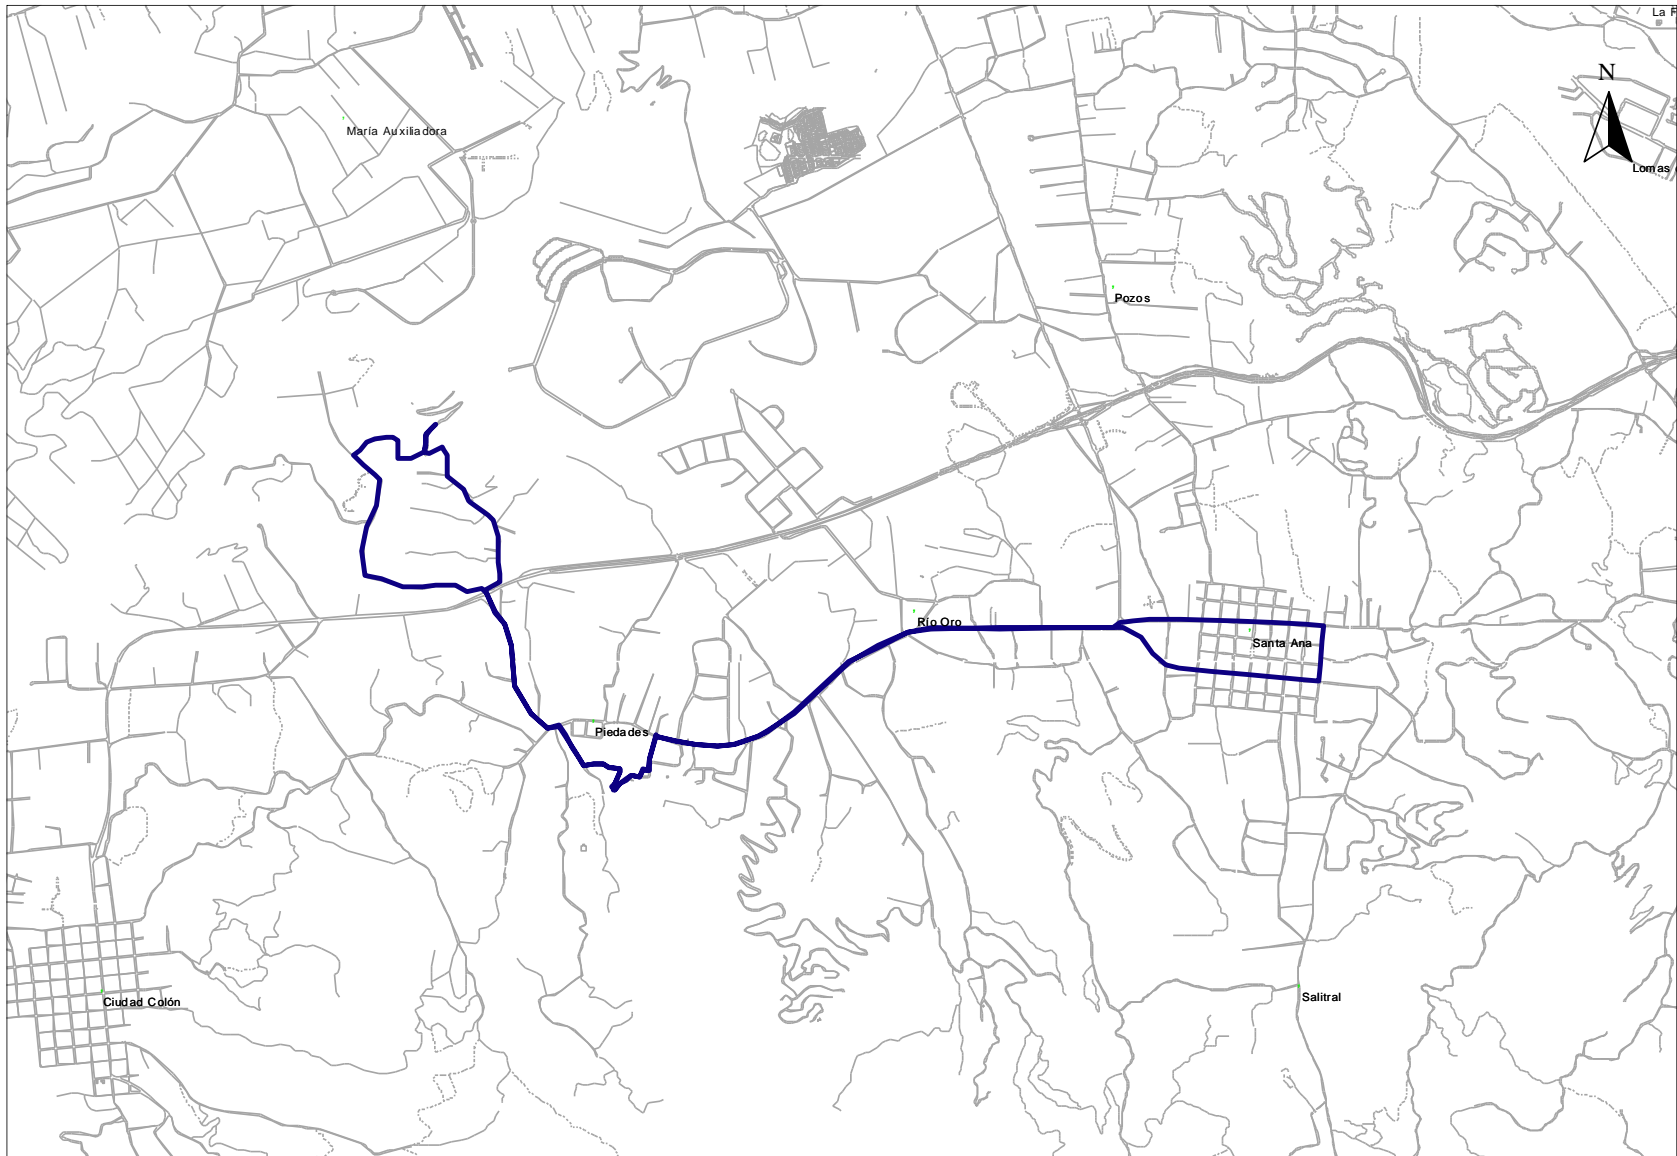 La
N
María Auxiliadora
Lomas
Pozos
Río Oro
Santa Ana
Piedades
Ciudad Colón
Salitral